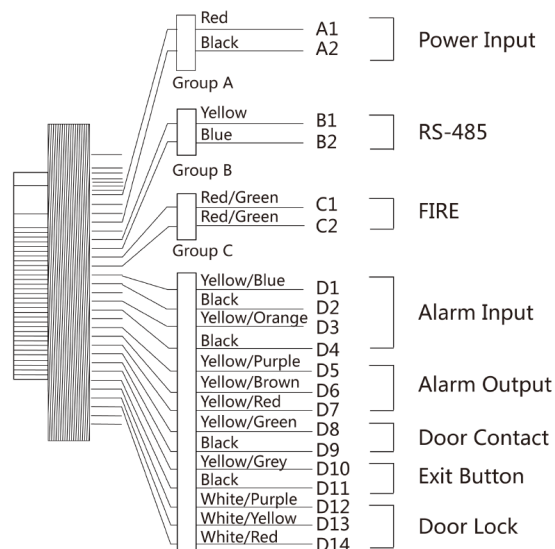 Red A1 Power Input
Black A2
Group A
Yellow B1 RS-485
Blue B2
Group B
Red/Green C1 FIRE
Red/Green C2
Group C
Yellow/Blue D1 Alarm Input
Black D2
Yellow/Orange D3
Black D4
Yellow/Purple D5 Alarm Output
Yellow/Brown D6
Yellow/Red D7
Yellow/Green D8 Door Contact
Black D9
Yellow/Grey D10 Exit Button
Black D11
White/Purple D12 Door Lock
White/Yellow D13
White/Red D14